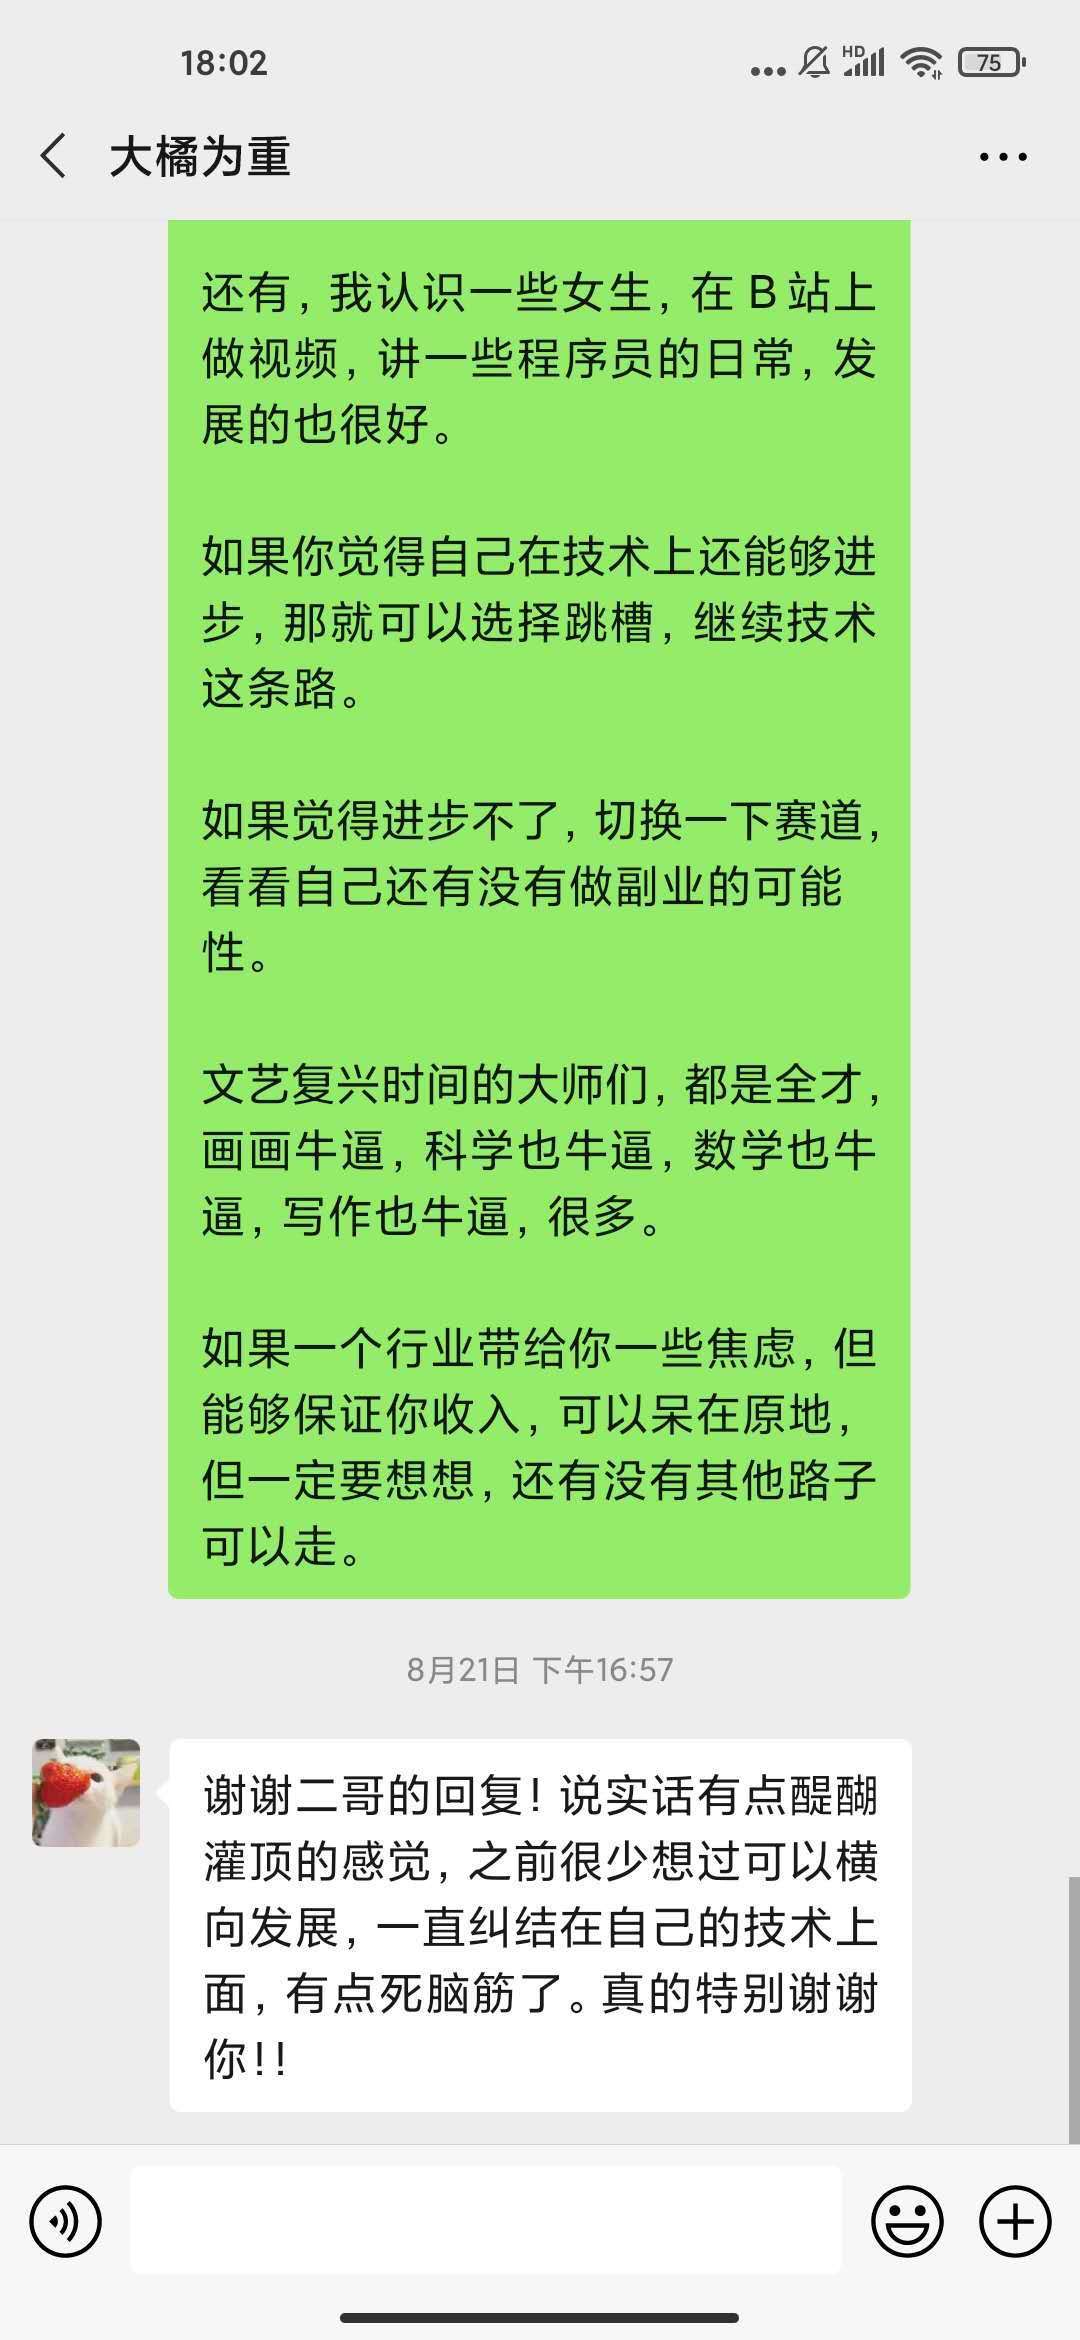 18:02
HD
75
大橘为重
还有，我认识一些女生，在B站上
做视频，讲一些程序员的日常，发
展的也很好。
如果你觉得自己在技术上还能够进
步，那就可以选择跳槽，继续技术
这条路。
如果觉得进步不了，切换一下赛道，
看看自己还有没有做副业的可能
性。
文艺复兴时间的大师们，都是全才，
画画牛逼，科学也牛逼，数学也牛
逼，写作也牛逼，很多。
如果一个行业带给你一些焦虑，但
能够保证你收入，可以呆在原地，
但一定要想想，还有没有其他路子
可以走。
8月21日 下午16:57
谢谢二哥的回复！说实话有点醍醐
灌顶的感觉，之前很少想过可以横
向发展，一直纠结在自己的技术上
面，有点死脑筋了。真的特别谢谢
你！！